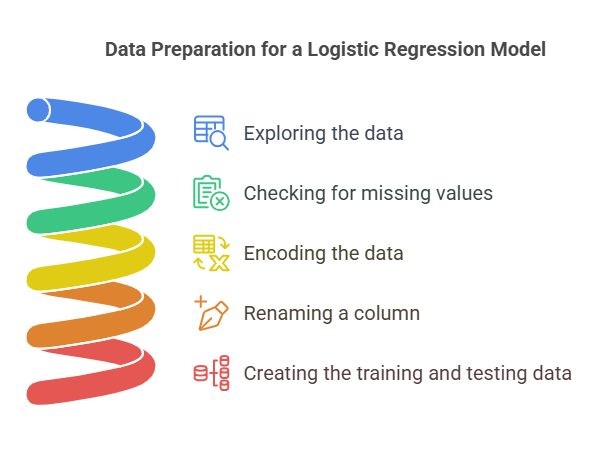 Data Preparation for a Logistic Regression Model
Exploring the data
Checking for missing values
Encoding the data
Renaming a column
Creating the training and testing data